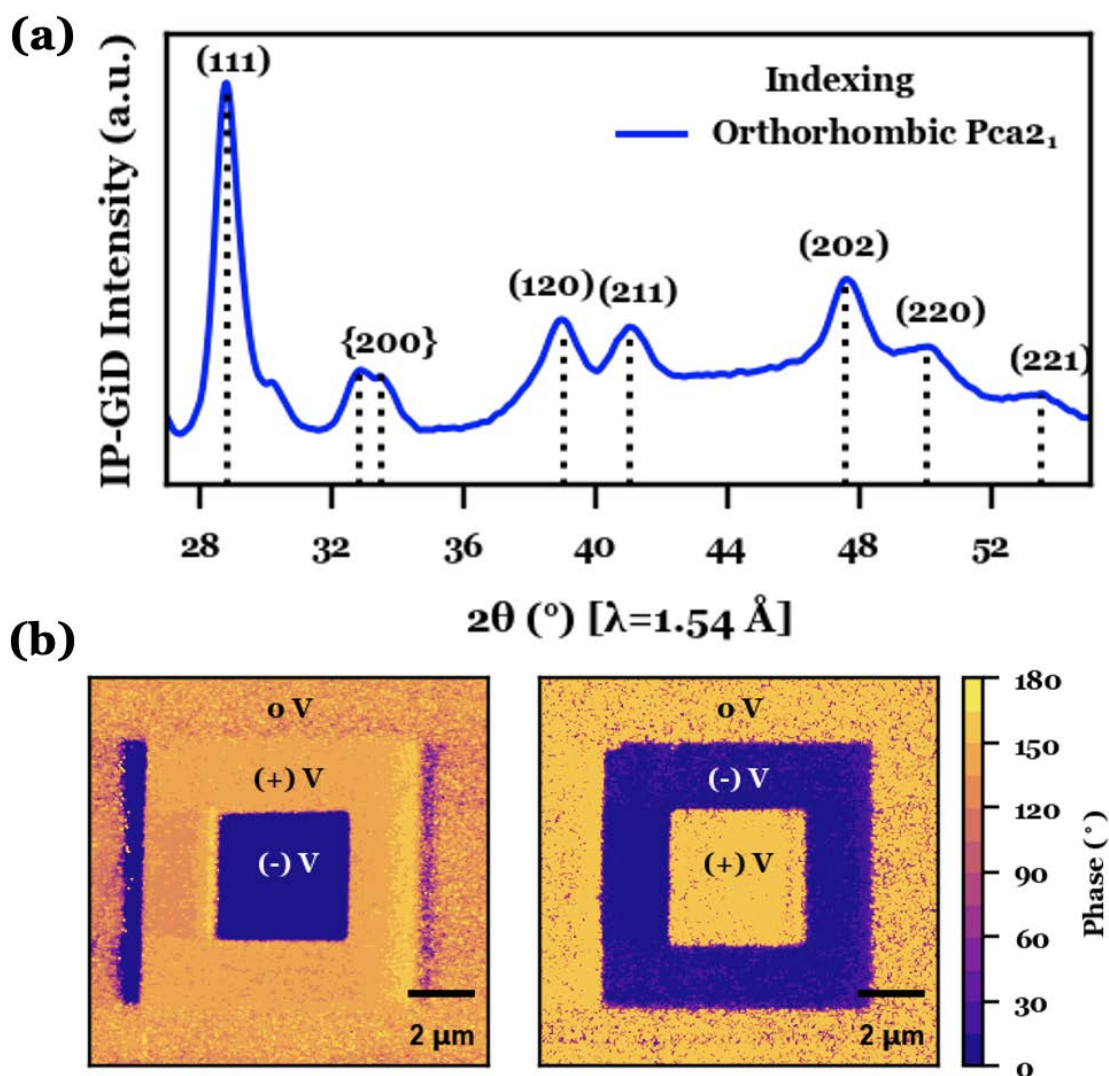 (a)
IP-GiD Intensity (a.u.)
(111)
{200}
(120)
(211)
(202)
(220)
(221)
Indexing
Orthorhombic Pca2₁
28 32 36 40 44 48 52
2θ (°) [λ=1.54 Å]
(b)
0 V
(+) V
(-) V
2 μm
0 V
(-) V
(+) V
2 μm
180
150
120
90
60
30
0
Phase (°)